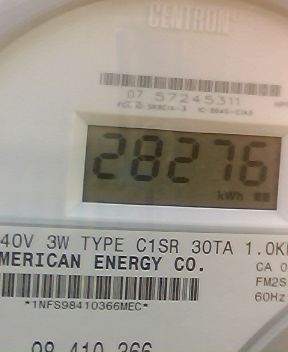 CENTRON
07 57245311
28276
kWh
40V 3W TYPE C1SR 30TA 1.0K
MERICAN ENERGY CO.
CA 0
FM2S
60Hz
*1NFS98410366MEC*
98 410 366